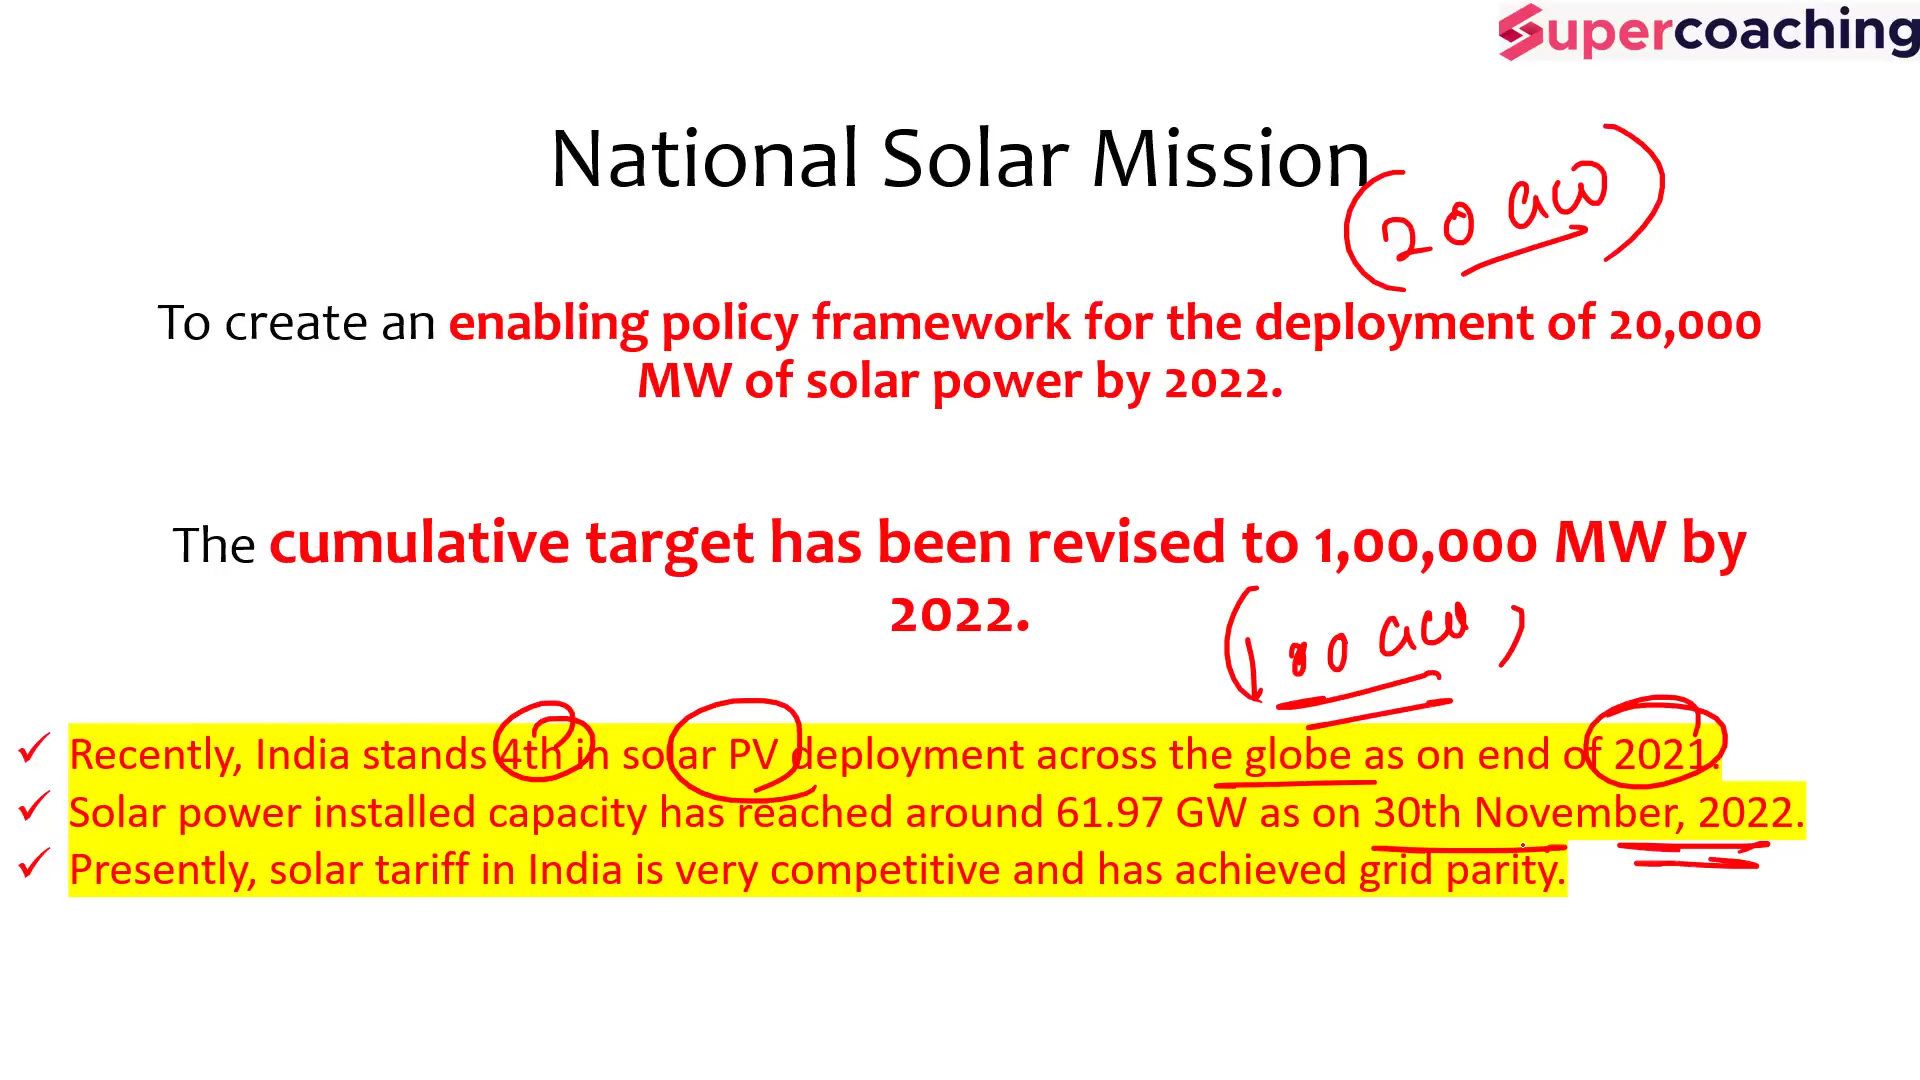 Supercoaching
National Solar Mission
(20 GW)
To create an enabling policy framework for the deployment of 20,000
MW of solar power by 2022.
The cumulative target has been revised to 1,00,000 MW by
2022.
(100 GW)
✓ Recently, India stands 4th in solar PV deployment across the globe as on end of 2021.
✓ Solar power installed capacity has reached around 61.97 GW as on 30th November, 2022.
✓ Presently, solar tariff in India is very competitive and has achieved grid parity.